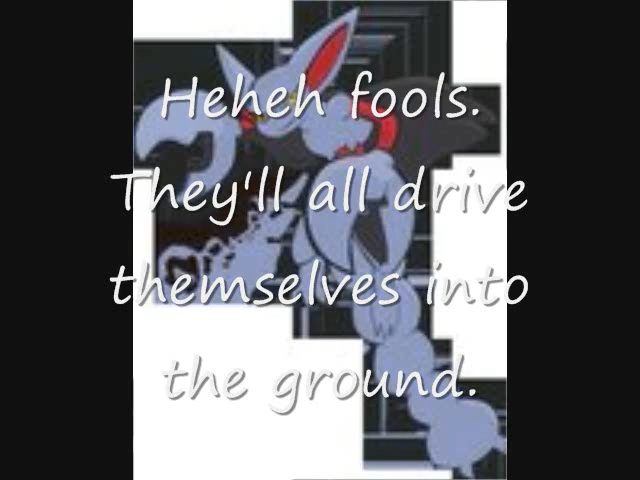 Heheh fools.
They'll all drive
themselves into
the ground.